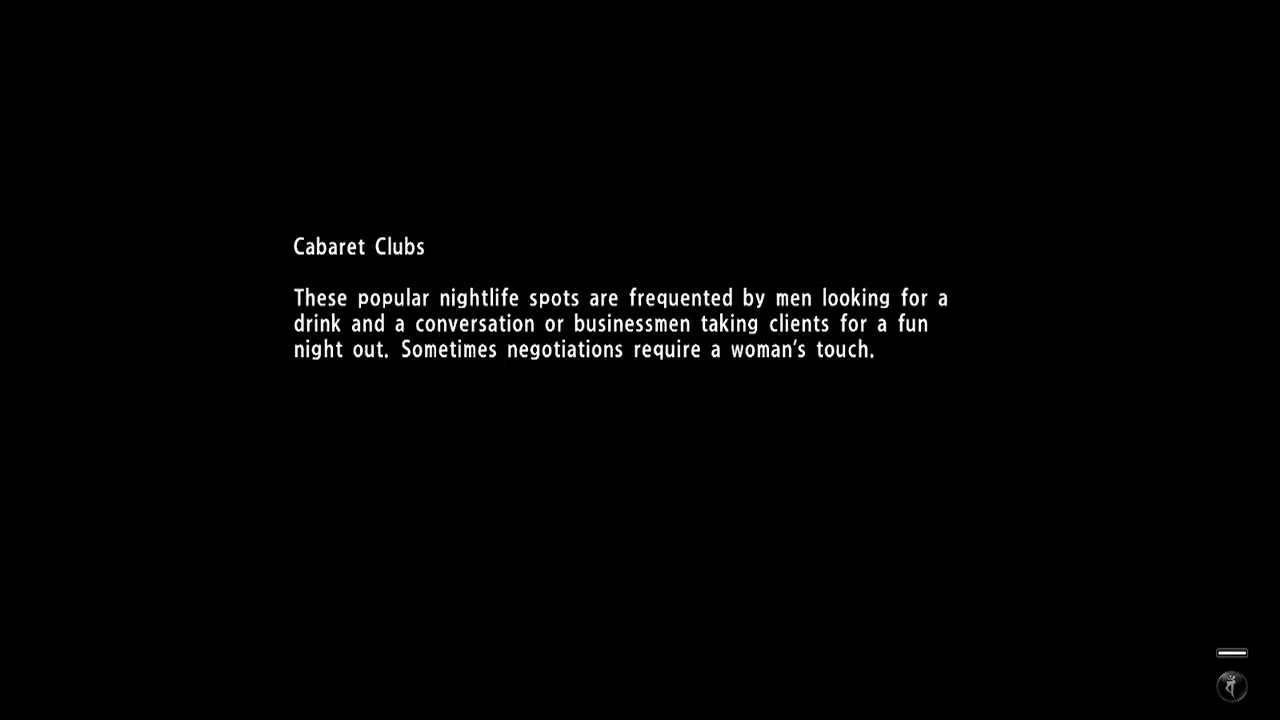 Cabaret Clubs
These popular nightlife spots are frequented by men looking for a
drink and a conversation or businessmen taking clients for a fun
night out. Sometimes negotiations require a woman's touch.